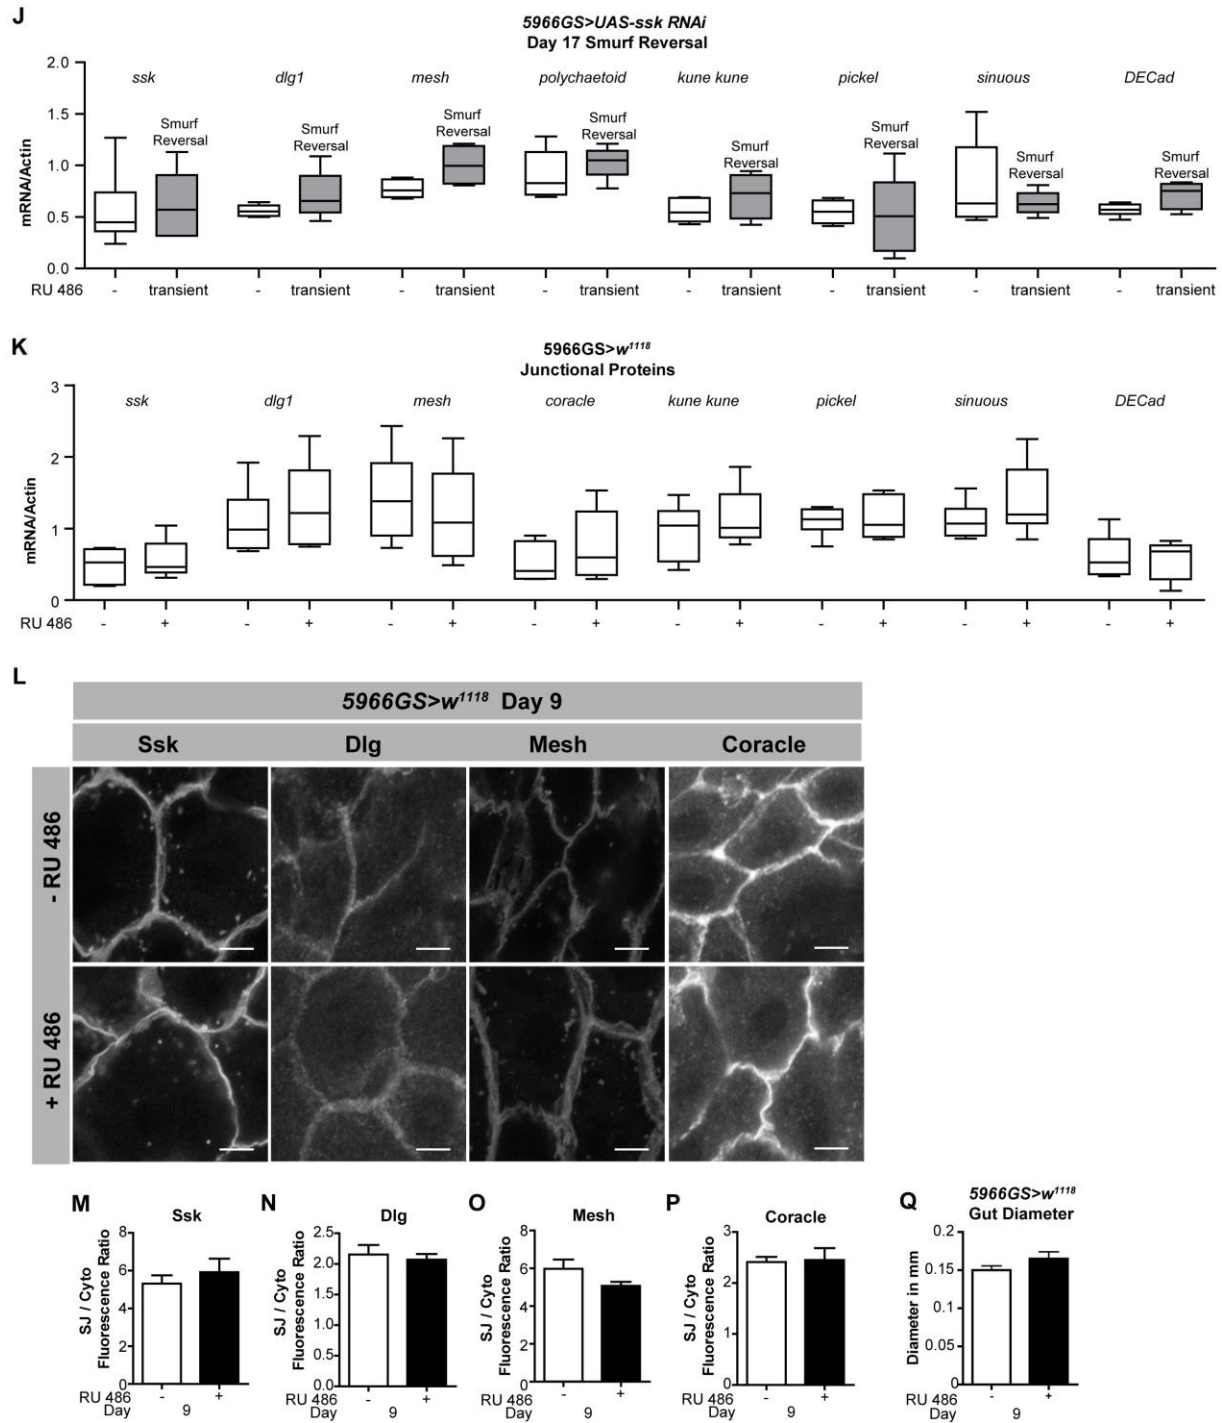 J
5966GS>UAS-ssk RNAi
Day 17 Smurf Reversal
2.0
1.5
1.0
0.5
0.0
mRNA/Actin
ssk dlg1 mesh polychaetoid kune kune pickel sinuous DECad
Smurf
Reversal
Smurf
Reversal
Smurf
Reversal
Smurf
Reversal
Smurf
Reversal
Smurf
Reversal
Smurf
Reversal
Smurf
Reversal
RU 486 - transient - transient - transient - transient - transient - transient - transient - transient
K
5966GS>w1118
Junctional Proteins
3
2
1
0
mRNA/Actin
ssk dlg1 mesh coracle kune kune pickel sinuous DECad
RU 486 - + - + - + - + - + - + - + - +
L
5966GS>w1118 Day 9
Ssk Dlg Mesh Coracle
- RU 486
+ RU 486
M
Ssk
SJ / Cyto
Fluorescence Ratio
8
6
4
2
0
RU 486 - +
Day 9
N
Dlg
SJ / Cyto
Fluorescence Ratio
2.5
2.0
1.5
1.0
0.5
0.0
RU 486 - +
Day 9
O
Mesh
SJ / Cyto
Fluorescence Ratio
8
6
4
2
0
RU 486 - +
Day 9
P
Coracle
SJ / Cyto
Fluorescence Ratio
3
2
1
0
RU 486 - +
Day 9
Q
5966GS>w1118
Gut Diameter
Diameter in mm
0.2
0.15
0.1
0.05
0
RU 486 - +
Day 9